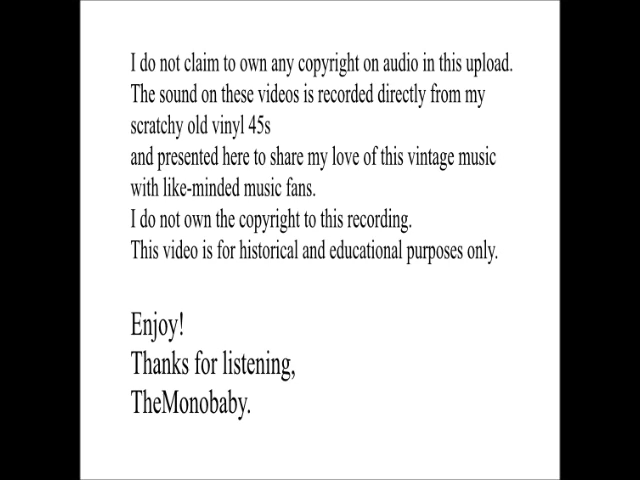 I do not claim to own any copyright on audio in this upload.
The sound on these videos is recorded directly from my
scratchy old vinyl 45s
and presented here to share my love of this vintage music
with like-minded music fans.
I do not own the copyright to this recording.
This video is for historical and educational purposes only.
Enjoy!
Thanks for listening,
TheMonobaby.